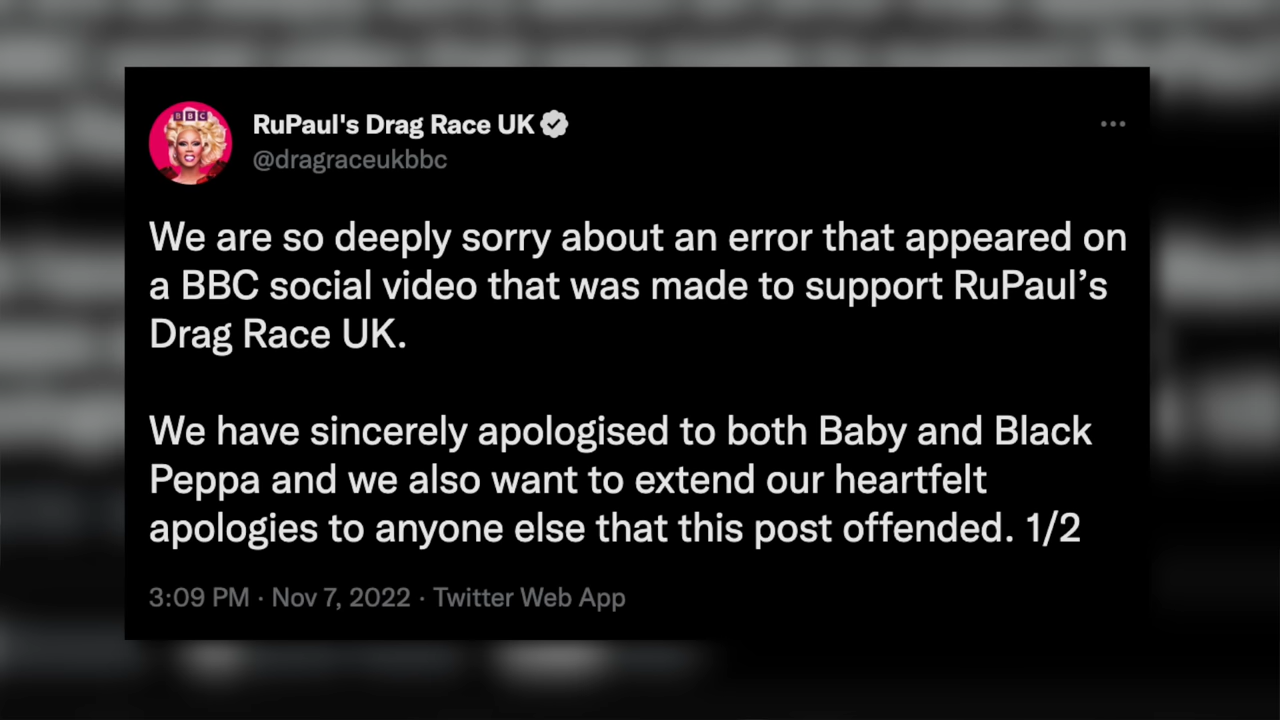 BBC
RuPaul's Drag Race UK
@dragraceukbbc
We are so deeply sorry about an error that appeared on
a BBC social video that was made to support RuPaul’s
Drag Race UK.
We have sincerely apologised to both Baby and Black
Peppa and we also want to extend our heartfelt
apologies to anyone else that this post offended. 1/2
3:09 PM · Nov 7, 2022 · Twitter Web App